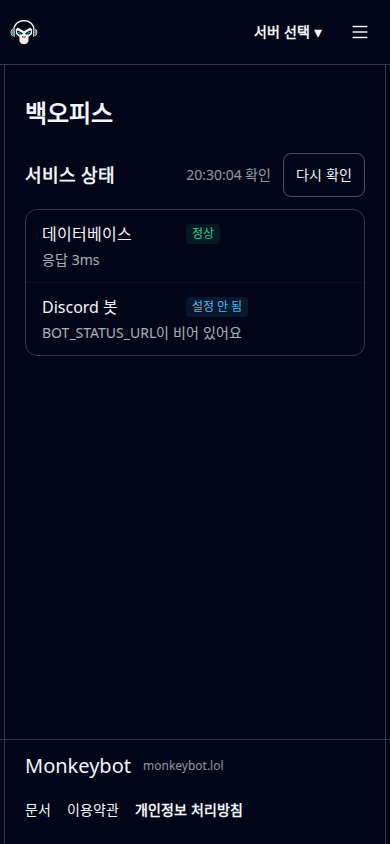 서버 선택 ▾
백오피스
서비스 상태 20:30:04 확인 다시 확인
데이터베이스 정상
응답 3ms
Discord 봇 설정 안 됨
BOT_STATUS_URL이 비어 있어요
Monkeybot monkeybot.lol
문서 이용약관 개인정보 처리방침